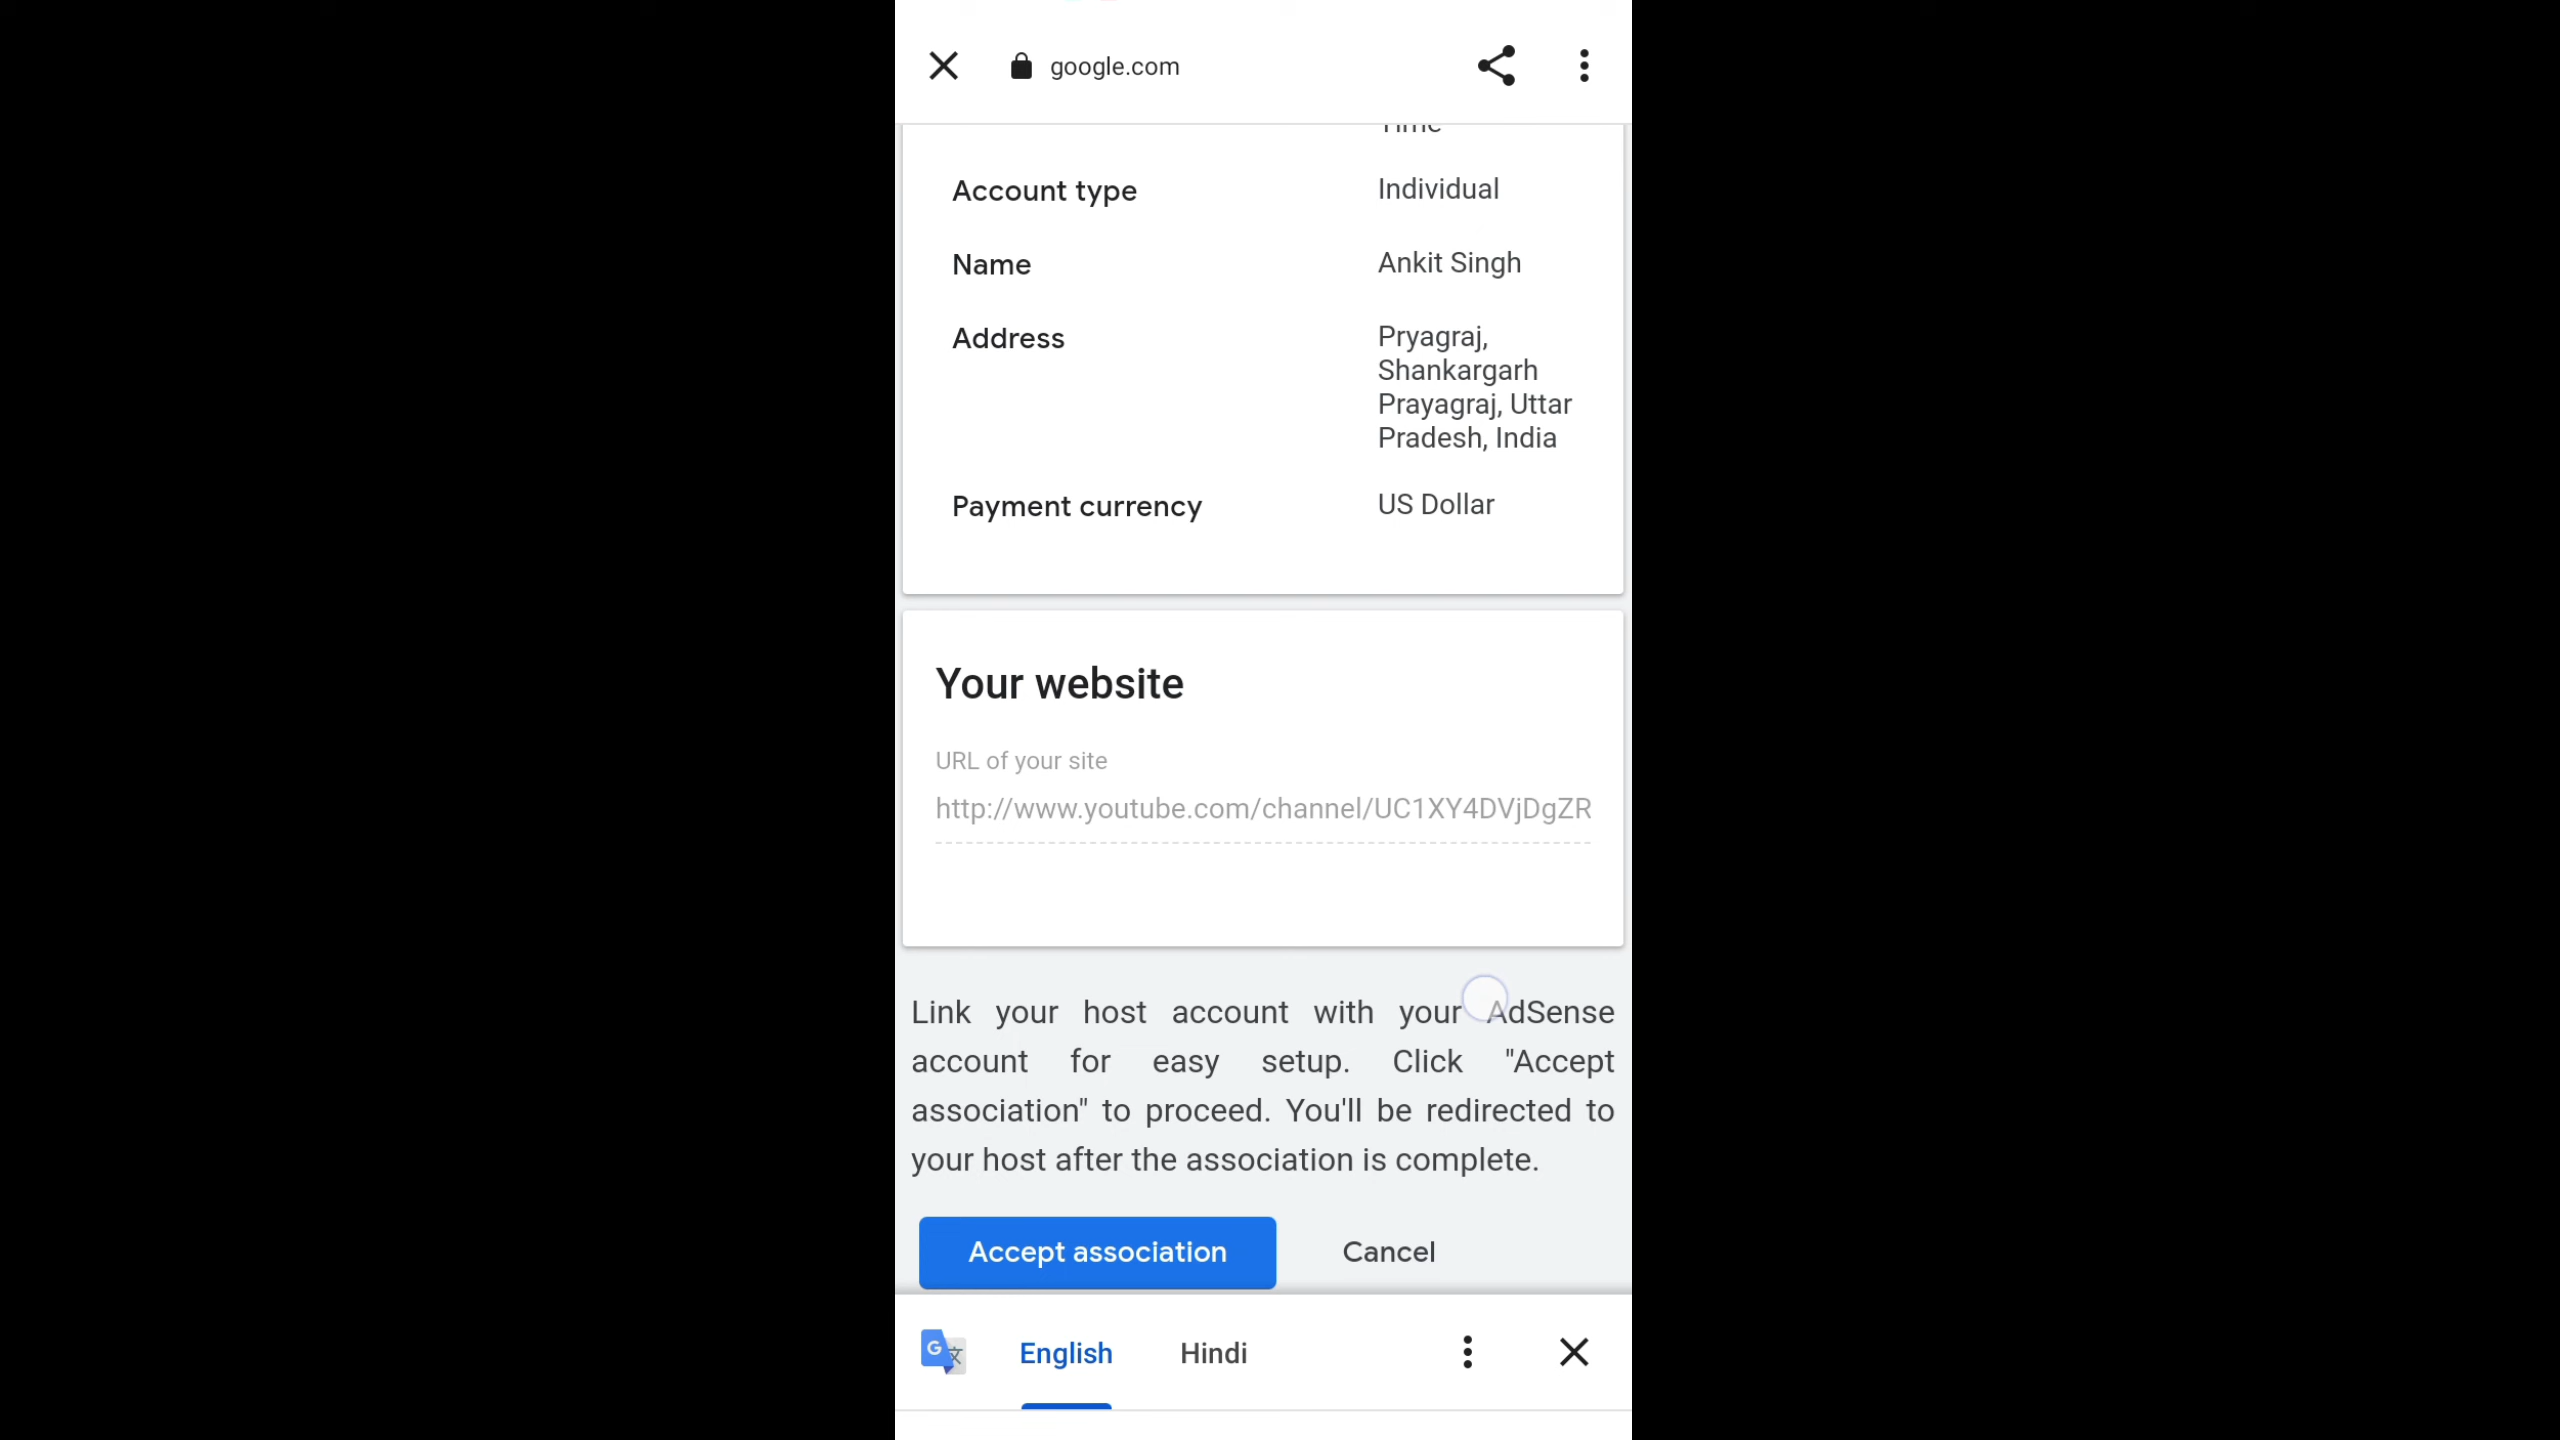 google.com
Account type Individual
Name Ankit Singh
Address Pryagraj,
Shankargarh
Prayagraj, Uttar
Pradesh, India
Payment currency US Dollar
Your website
URL of your site
http://www.youtube.com/channel/UC1XY4DVjDgZR
Link your host account with your AdSense
account for easy setup. Click "Accept
association" to proceed. You'll be redirected to
your host after the association is complete.
Accept association Cancel
English Hindi